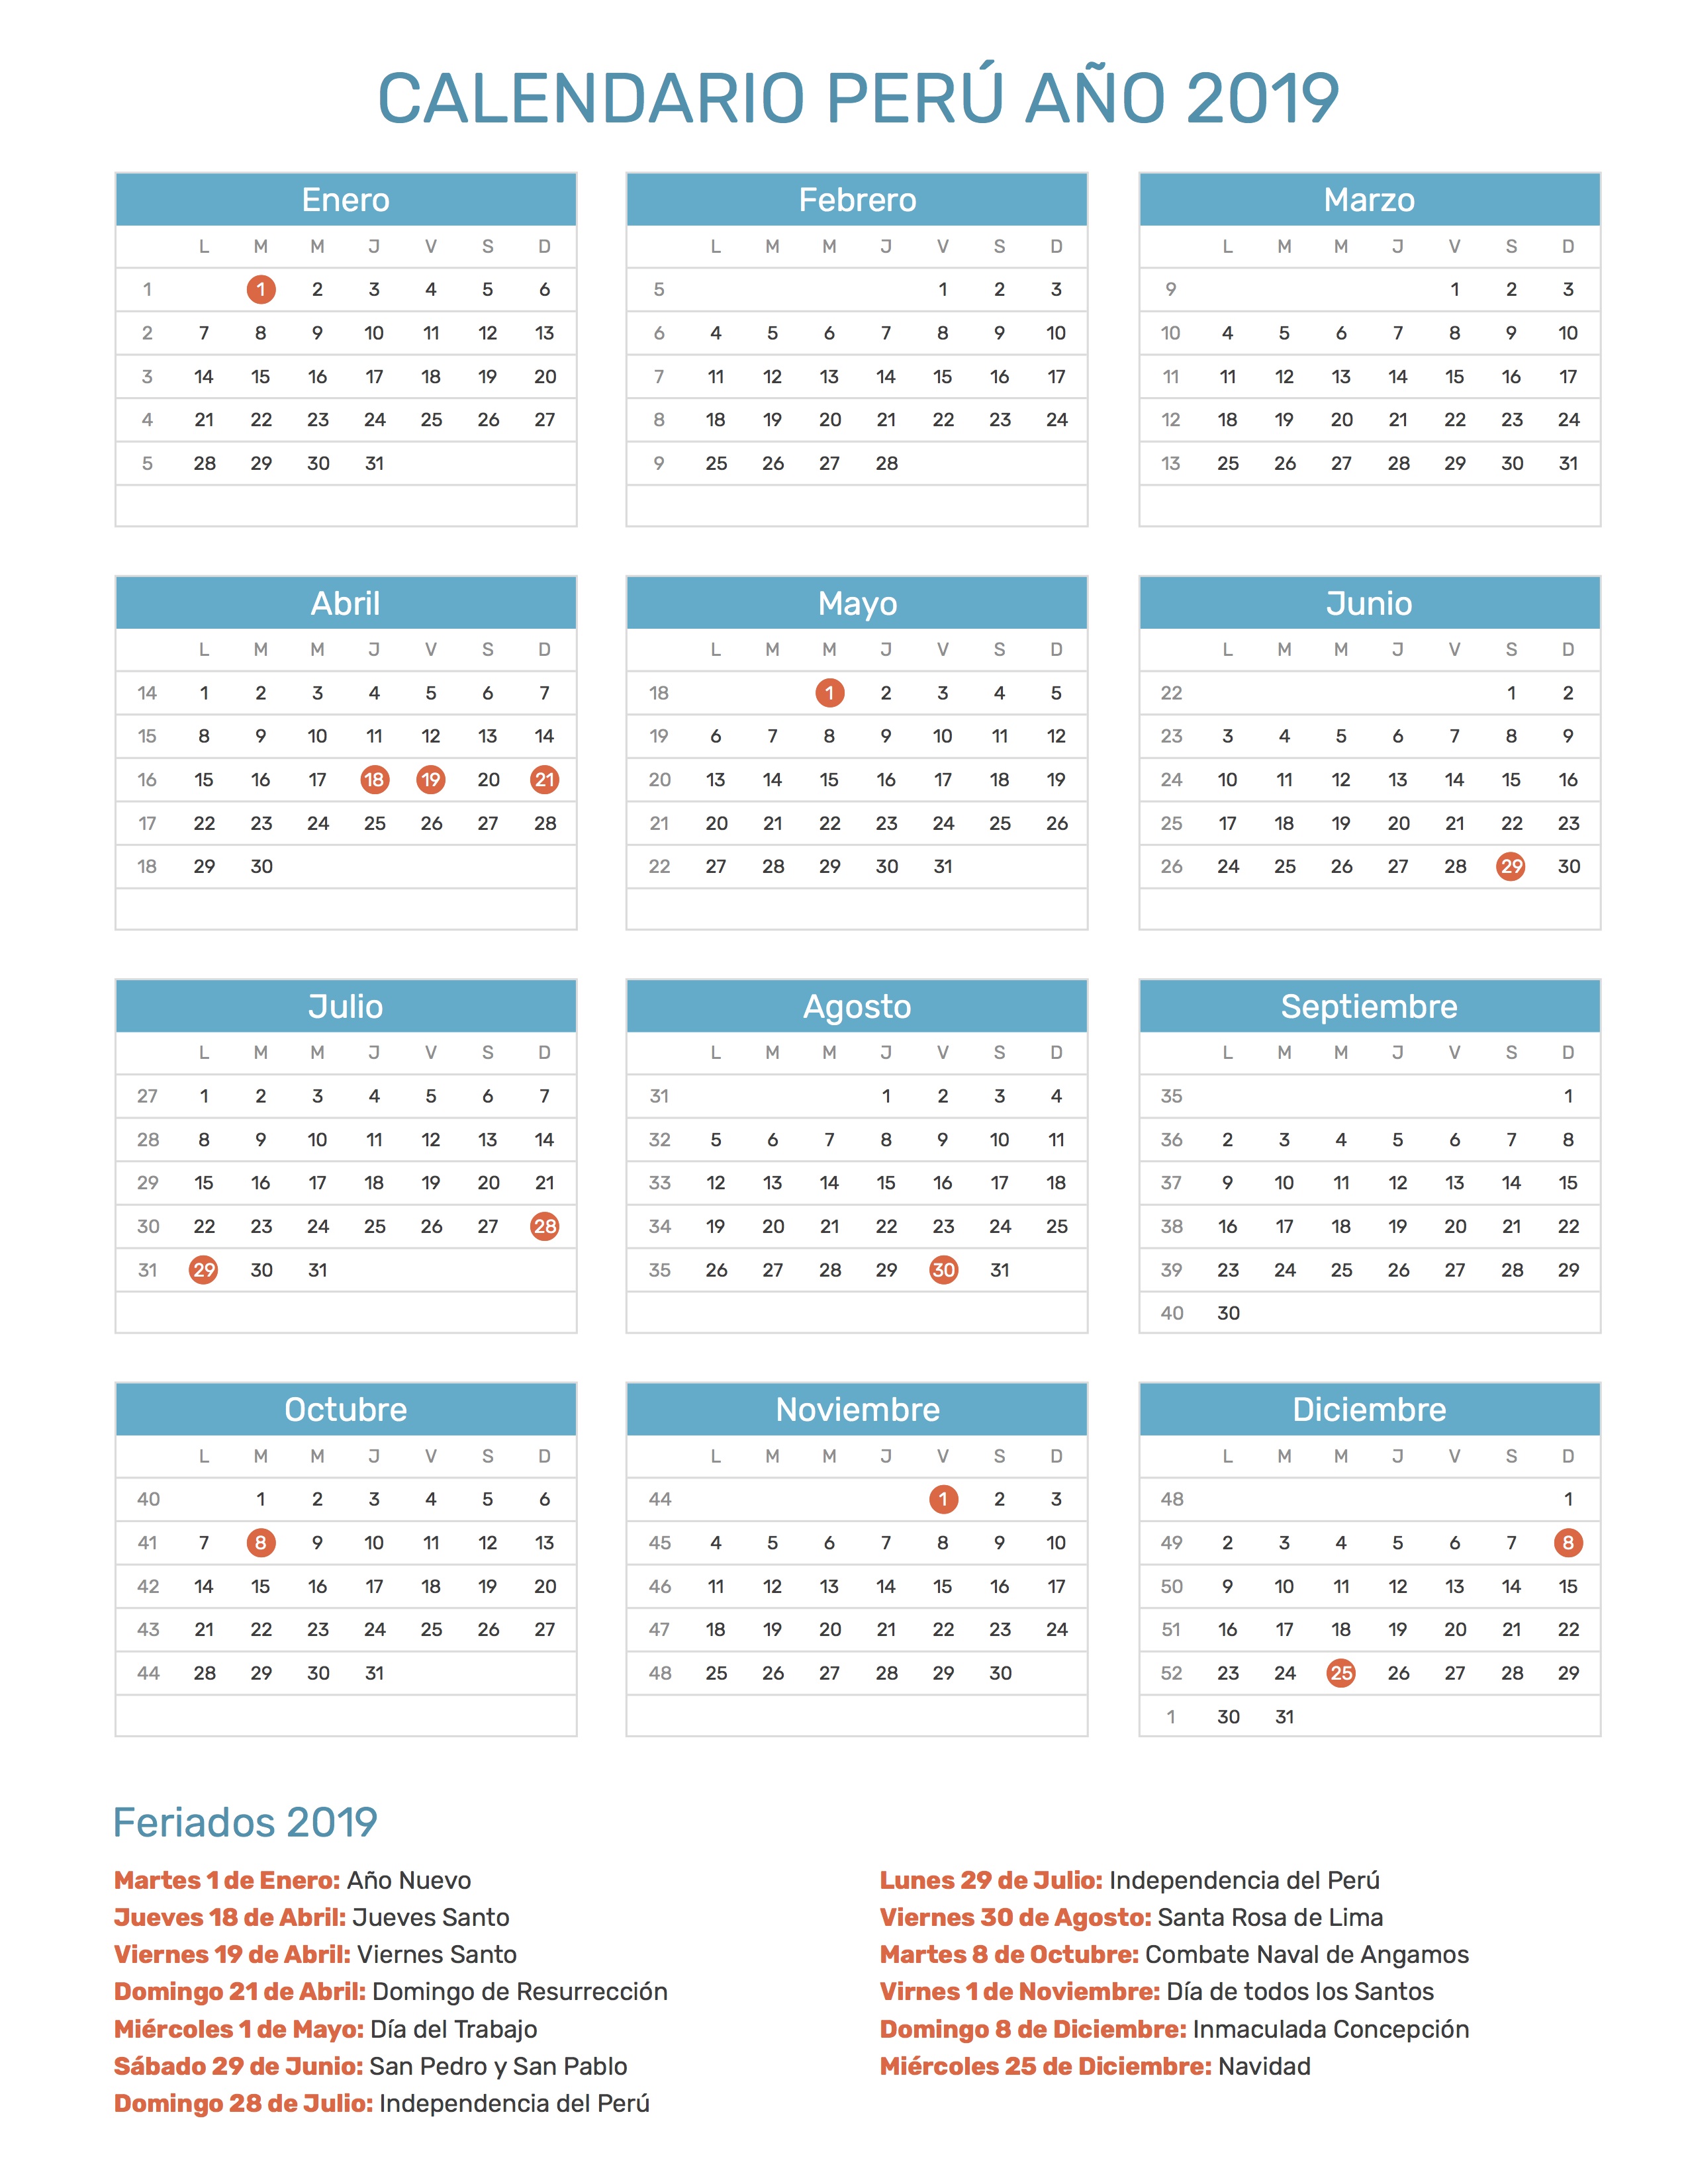 CALENDARIO PERÚ AÑO 2019
Enero
L M M J V S D
1 1 2 3 4 5 6
2 7 8 9 10 11 12 13
3 14 15 16 17 18 19 20
4 21 22 23 24 25 26 27
5 28 29 30 31
Febrero
L M M J V S D
5 1 2 3
6 4 5 6 7 8 9 10
7 11 12 13 14 15 16 17
8 18 19 20 21 22 23 24
9 25 26 27 28
Marzo
L M M J V S D
9 1 2 3
10 4 5 6 7 8 9 10
11 11 12 13 14 15 16 17
12 18 19 20 21 22 23 24
13 25 26 27 28 29 30 31
Abril
L M M J V S D
14 1 2 3 4 5 6 7
15 8 9 10 11 12 13 14
16 15 16 17 18 19 20 21
17 22 23 24 25 26 27 28
18 29 30
Mayo
L M M J V S D
18 1 2 3 4 5
19 6 7 8 9 10 11 12
20 13 14 15 16 17 18 19
21 20 21 22 23 24 25 26
22 27 28 29 30 31
Junio
L M M J V S D
22 1 2
23 3 4 5 6 7 8 9
24 10 11 12 13 14 15 16
25 17 18 19 20 21 22 23
26 24 25 26 27 28 29 30
Julio
L M M J V S D
27 1 2 3 4 5 6 7
28 8 9 10 11 12 13 14
29 15 16 17 18 19 20 21
30 22 23 24 25 26 27 28
31 29 30 31
Agosto
L M M J V S D
31 1 2 3 4
32 5 6 7 8 9 10 11
33 12 13 14 15 16 17 18
34 19 20 21 22 23 24 25
35 26 27 28 29 30 31
Septiembre
L M M J V S D
35 1
36 2 3 4 5 6 7 8
37 9 10 11 12 13 14 15
38 16 17 18 19 20 21 22
39 23 24 25 26 27 28 29
40 30
Octubre
L M M J V S D
40 1 2 3 4 5 6
41 7 8 9 10 11 12 13
42 14 15 16 17 18 19 20
43 21 22 23 24 25 26 27
44 28 29 30 31
Noviembre
L M M J V S D
44 1 2 3
45 4 5 6 7 8 9 10
46 11 12 13 14 15 16 17
47 18 19 20 21 22 23 24
48 25 26 27 28 29 30
Diciembre
L M M J V S D
48 1
49 2 3 4 5 6 7 8
50 9 10 11 12 13 14 15
51 16 17 18 19 20 21 22
52 23 24 25 26 27 28 29
1 30 31
Feriados 2019
Martes 1 de Enero: Año Nuevo
Jueves 18 de Abril: Jueves Santo
Viernes 19 de Abril: Viernes Santo
Domingo 21 de Abril: Domingo de Resurrección
Miércoles 1 de Mayo: Día del Trabajo
Sábado 29 de Junio: San Pedro y San Pablo
Domingo 28 de Julio: Independencia del Perú
Lunes 29 de Julio: Independencia del Perú
Viernes 30 de Agosto: Santa Rosa de Lima
Martes 8 de Octubre: Combate Naval de Angamos
Virnes 1 de Noviembre: Día de todos los Santos
Domingo 8 de Diciembre: Inmaculada Concepción
Miércoles 25 de Diciembre: Navidad